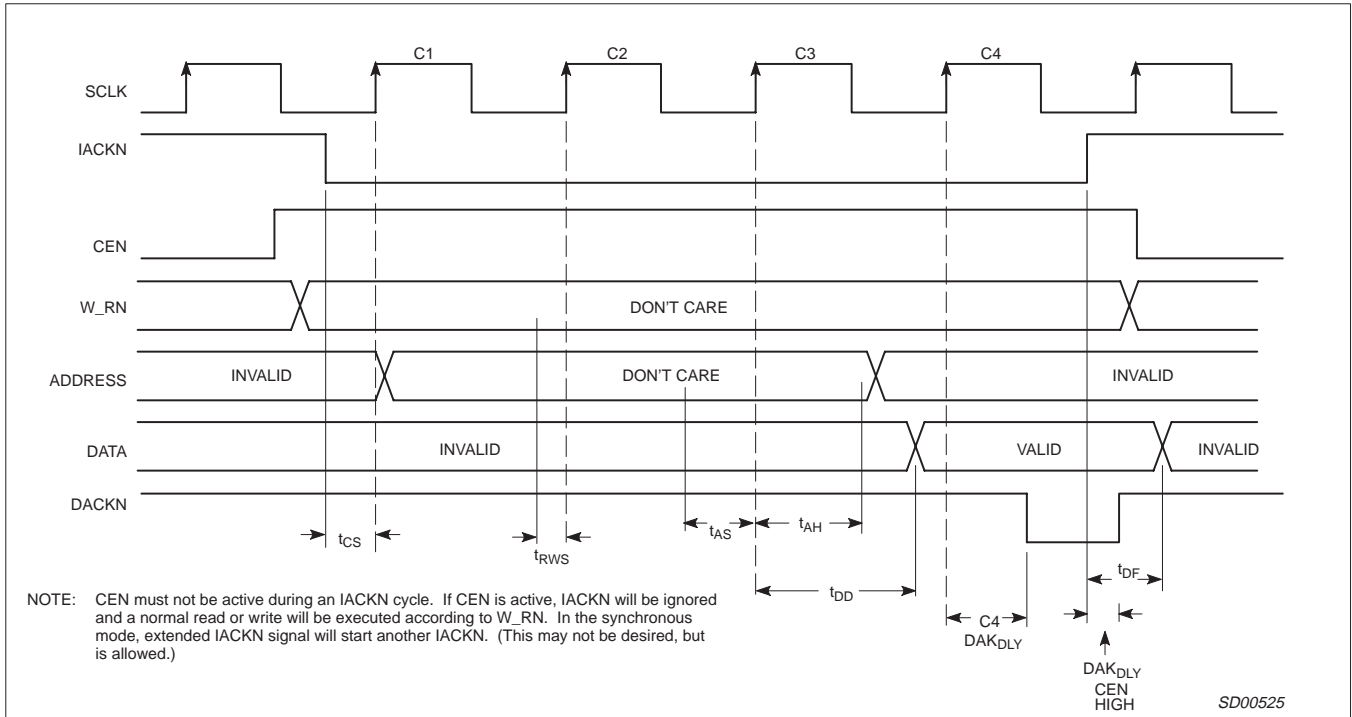 C1 C2 C3 C4
SCLK
IACKN
CEN
W_RN DON'T CARE
ADDRESS INVALID DON'T CARE INVALID
DATA INVALID VALID INVALID
DACKN
tCS tRWS tAS tAH
tDD tDF
C4
DAKDLY
DAKDLY
CEN
HIGH
NOTE: CEN must not be active during an IACKN cycle. If CEN is active, IACKN will be ignored
and a normal read or write will be executed according to W_RN. In the synchronous
mode, extended IACKN signal will start another IACKN. (This may not be desired, but
is allowed.)
SD00525